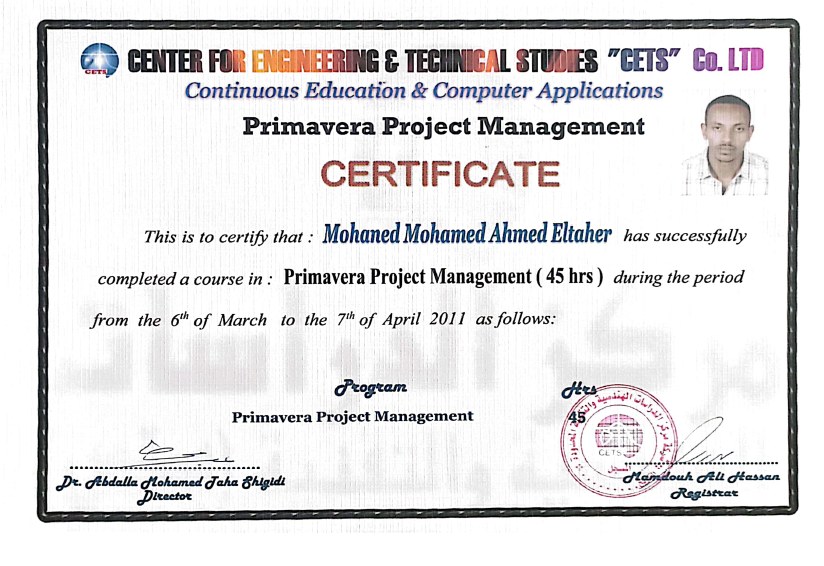 CENTER FOR ENGINEERING & TECHNICAL STUDIES "CETS" Co. LTD
CETS
Continuous Education & Computer Applications
Primavera Project Management
CERTIFICATE
This is to certify that : Mohaned Mohamed Ahmed Eltaher has successfully
completed a course in : Primavera Project Management ( 45 hrs ) during the period
from the 6th of March to the 7th of April 2011 as follows:
Program Hrs
Primavera Project Management 45
CETS
Dr. Abdalla Mohamed Taha Shigidi
Director
Mamdouh Ali Hassan
Registrar